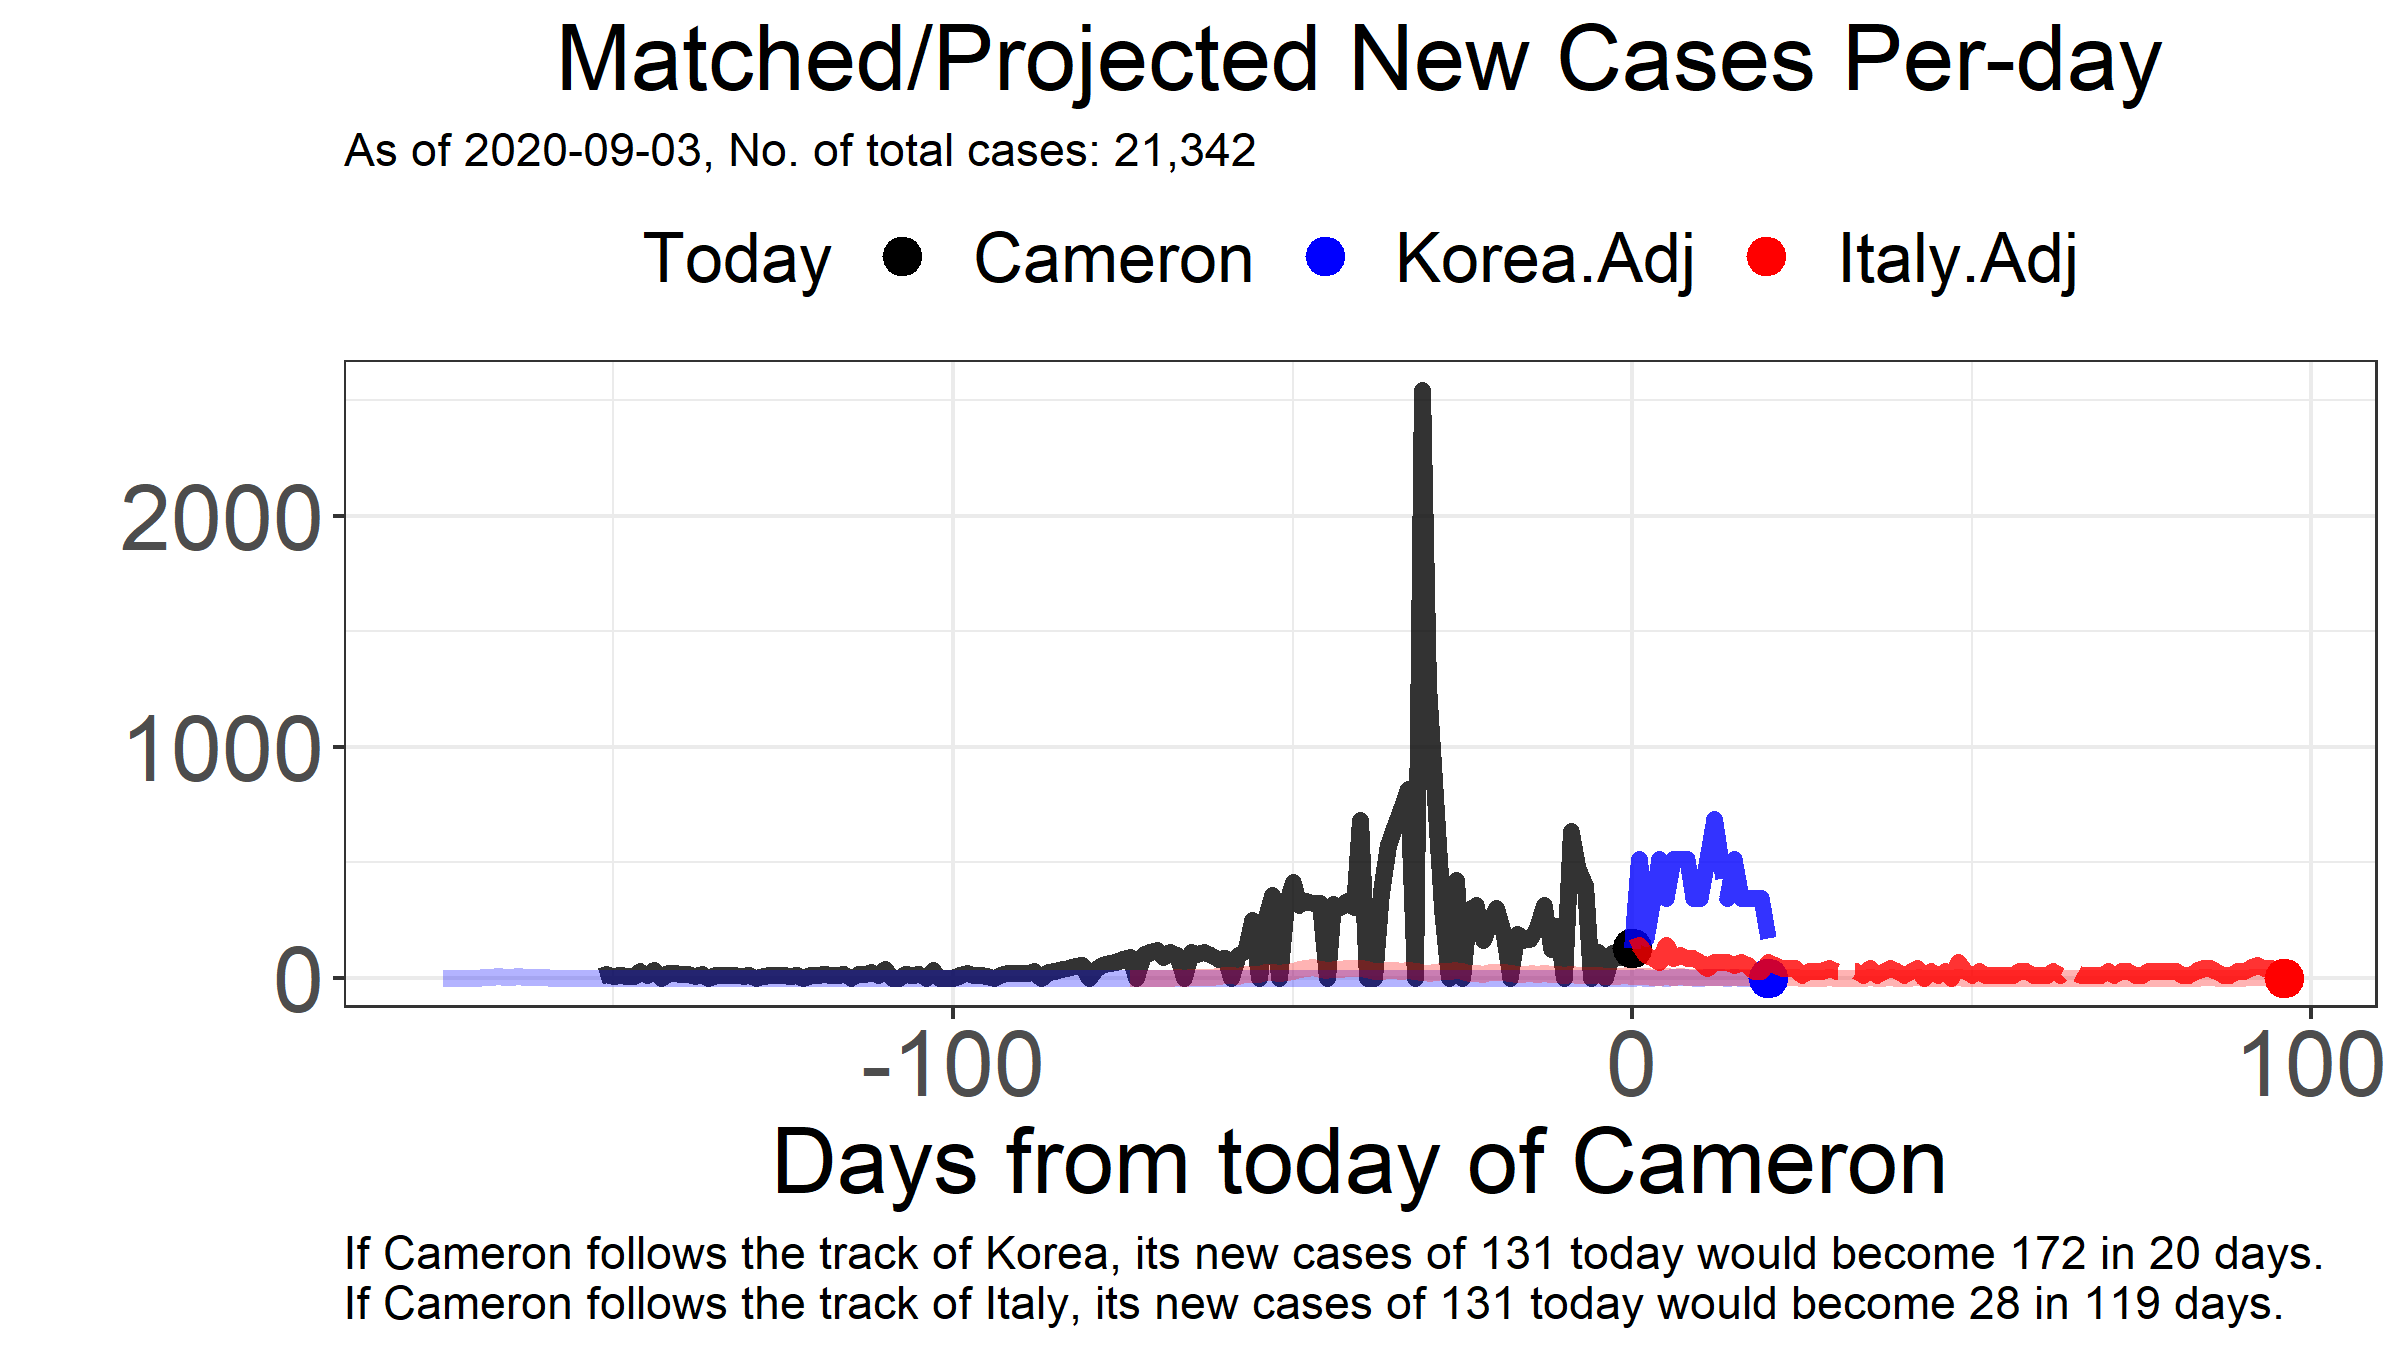 Matched/Projected New Cases Per-day
As of 2020-09-03, No. of total cases: 21,342
Today Cameron Korea.Adj Italy.Adj
2000
1000
0
-100 0 100
Days from today of Cameron
If Cameron follows the track of Korea, its new cases of 131 today would become 172 in 20 days.
If Cameron follows the track of Italy, its new cases of 131 today would become 28 in 119 days.